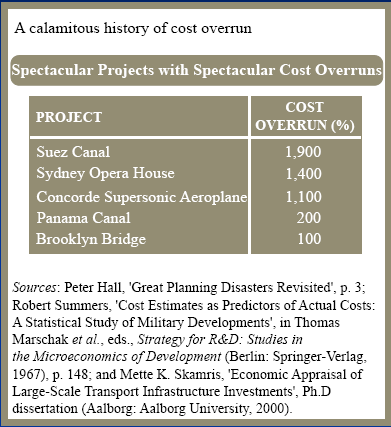 A calamitous history of cost overrun
Spectacular Projects with Spectacular Cost Overruns
PROJECT COST OVERRUN (%)
Suez Canal 1,900
Sydney Opera House 1,400
Concorde Supersonic Aeroplane 1,100
Panama Canal 200
Brooklyn Bridge 100
Sources: Peter Hall, 'Great Planning Disasters Revisited', p. 3;
Robert Summers, 'Cost Estimates as Predictors of Actual Costs:
A Statistical Study of Military Developments', in Thomas
Marschak et al., eds., Strategy for R&D: Studies in
the Microeconomics of Development (Berlin: Springer-Verlag,
1967), p. 148; and Mette K. Skamris, 'Economic Appraisal of
Large-Scale Transport Infrastructure Investments', Ph.D
dissertation (Aalborg: Aalborg University, 2000).